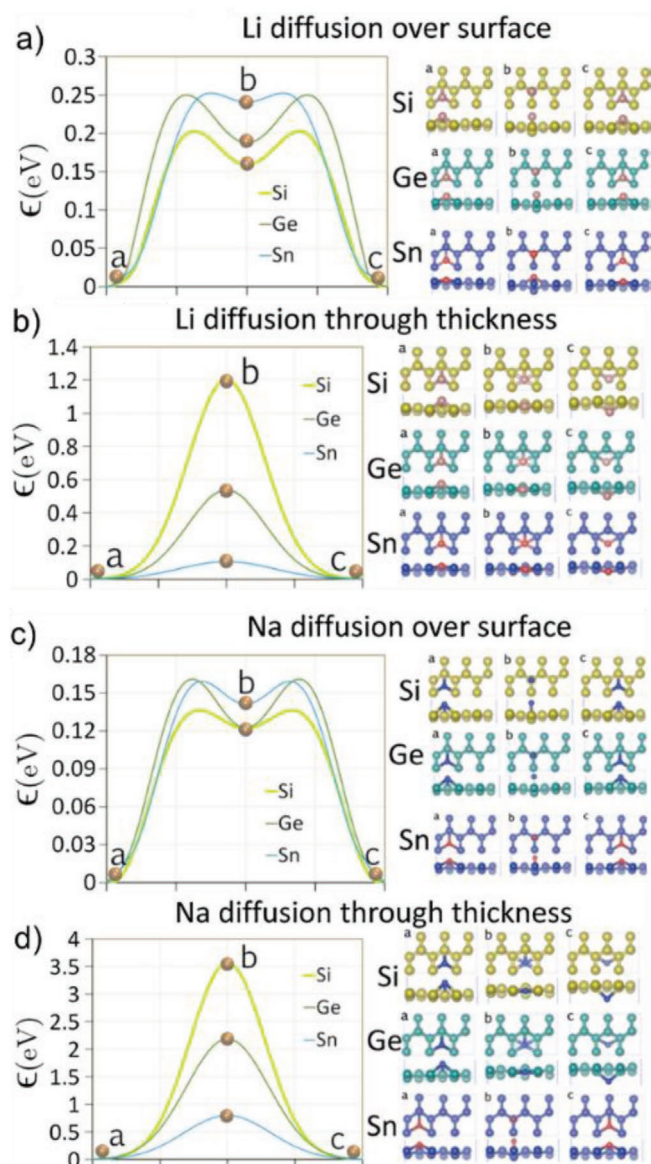 a) Li diffusion over surface
0.3
0.25
0.2
0.15
0.1
0.05
0
ϵ(eV)
a
b
c
Si
Ge
Sn
a b c
Si
a b c
Ge
a b c
Sn
b) Li diffusion through thickness
1.4
1.2
1
0.8
0.6
0.4
0.2
0
ϵ(eV)
a
b
c
Si
Ge
Sn
a b c
Si
a b c
Ge
a b c
Sn
c) Na diffusion over surface
0.18
0.15
0.12
0.09
0.06
0.03
0
ϵ(eV)
a
b
c
Si
Ge
Sn
a b c
Si
a b c
Ge
a b c
Sn
Na diffusion through thickness
d)
4
3.5
3
2.5
2
1.5
1
0.5
0
ϵ(eV)
a
b
c
Si
Ge
Sn
a b c
Si
a b c
Ge
a b c
Sn